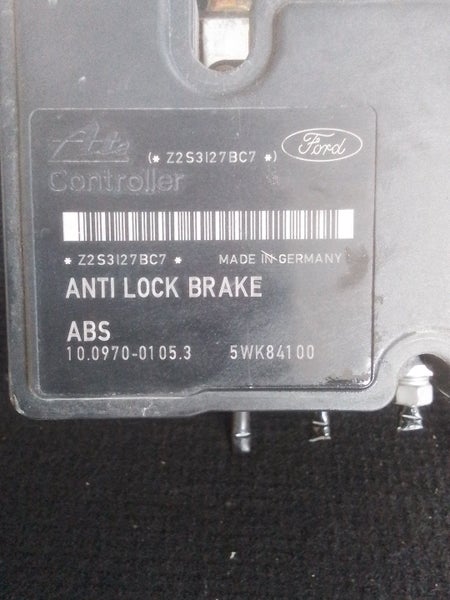 Ate (* Z2S3I27BC7 *) Ford
Controller
* Z2S3I27BC7 * MADE IN GERMANY
ANTI LOCK BRAKE
ABS
10.0970-0105.3 5WK84100